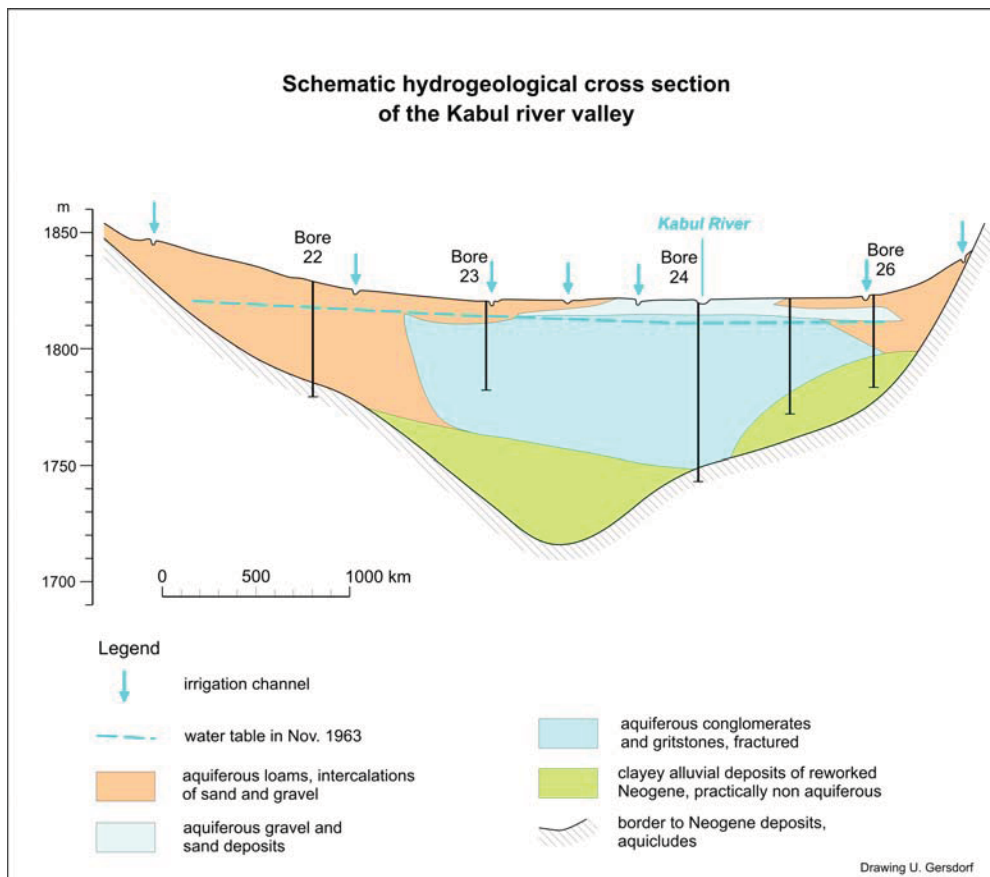 Schematic hydrogeological cross section
of the Kabul river valley
m
1850
1800
1750
1700
Bore
22
Bore
23
Bore
24
Kabul River
Bore
26
0 500 1000 km
Legend
irrigation channel
water table in Nov. 1963
aquiferous loams, intercalations
of sand and gravel
aquiferous gravel and
sand deposits
aquiferous conglomerates
and gritstones, fractured
clayey alluvial deposits of reworked
Neogene, practically non aquiferous
border to Neogene deposits,
aquicludes
Drawing U. Gersdorf